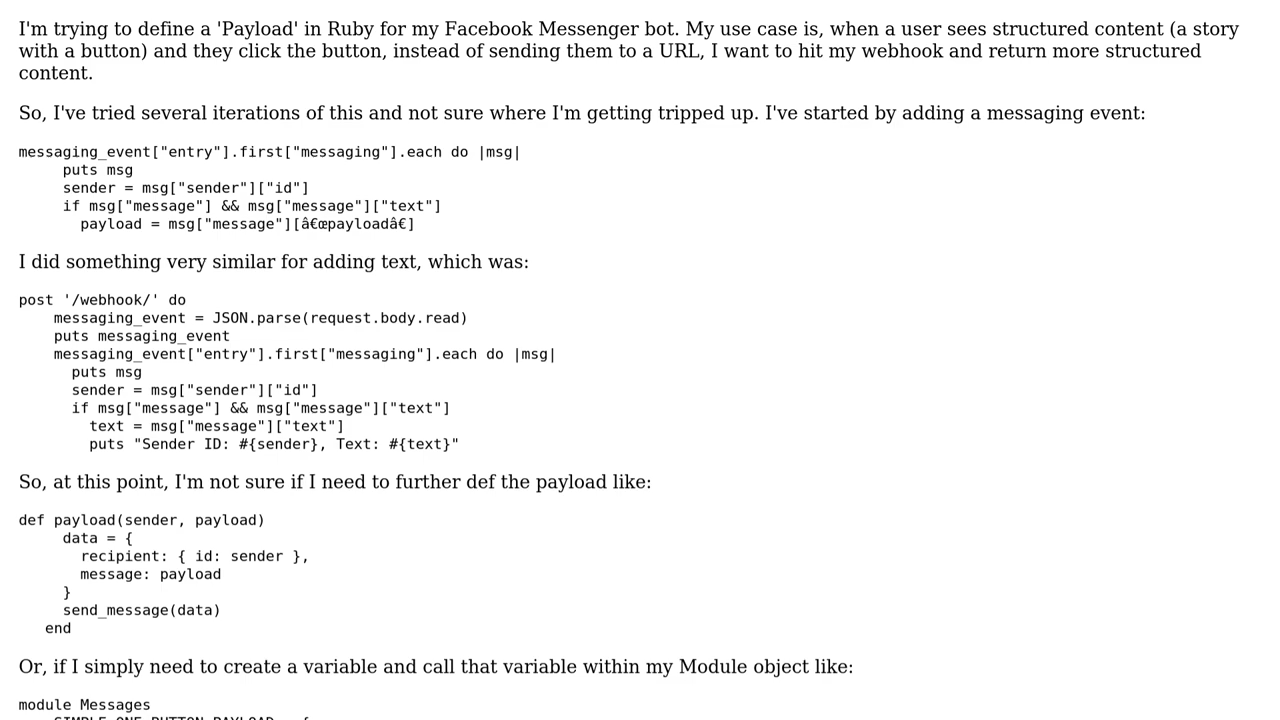 I'm trying to define a 'Payload' in Ruby for my Facebook Messenger bot. My use case is, when a user sees structured content (a story
with a button) and they click the button, instead of sending them to a URL, I want to hit my webhook and return more structured
content.
So, I've tried several iterations of this and not sure where I'm getting tripped up. I've started by adding a messaging event:
messaging_event["entry"].first["messaging"].each do |msg|
     puts msg
     sender = msg["sender"]["id"]
     if msg["message"] && msg["message"]["text"]
       payload = msg["message"][“payloadâ€]
I did something very similar for adding text, which was:
post '/webhook/' do
    messaging_event = JSON.parse(request.body.read)
    puts messaging_event
    messaging_event["entry"].first["messaging"].each do |msg|
      puts msg
      sender = msg["sender"]["id"]
      if msg["message"] && msg["message"]["text"]
        text = msg["message"]["text"]
        puts "Sender ID: #{sender}, Text: #{text}"
So, at this point, I'm not sure if I need to further def the payload like:
def payload(sender, payload)
     data = {
       recipient: { id: sender },
       message: payload
     }
     send_message(data)
   end
Or, if I simply need to create a variable and call that variable within my Module object like:
module Messages
    SIMPLE_ONE_BUTTON_PAYLOAD = {